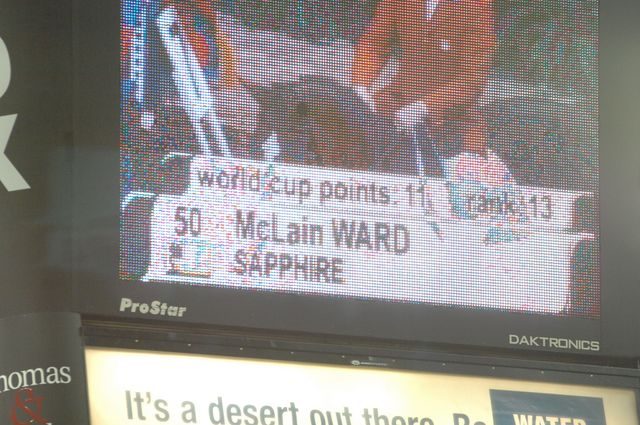 world cup points: 11, rank: 13
50 McLain WARD
SAPPHIRE
ProStar
DAKTRONICS
homas
&
It's a desert out there.
WATER